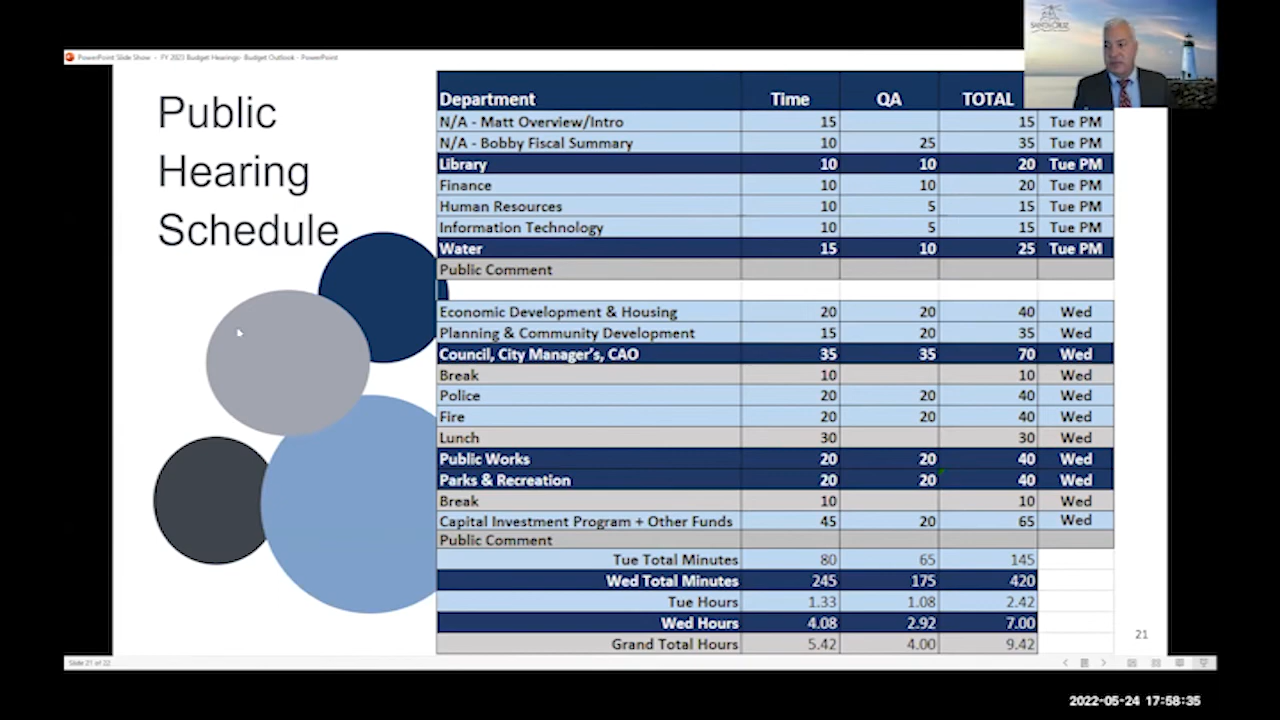 PowerPoint Slide Show - FY 2023 Budget Hearings- Budget Outlook - PowerPoint
SANTA CRUZ
Public
Hearing
Schedule
Department Time QA TOTAL
N/A - Matt Overview/Intro 15 15 Tue PM
N/A - Bobby Fiscal Summary 10 25 35 Tue PM
Library 10 10 20 Tue PM
Finance 10 10 20 Tue PM
Human Resources 10 5 15 Tue PM
Information Technology 10 5 15 Tue PM
Water 15 10 25 Tue PM
Public Comment
Economic Development & Housing 20 20 40 Wed
Planning & Community Development 15 20 35 Wed
Council, City Manager's, CAO 35 35 70 Wed
Break 10 10 Wed
Police 20 20 40 Wed
Fire 20 20 40 Wed
Lunch 30 30 Wed
Public Works 20 20 40 Wed
Parks & Recreation 20 20 40 Wed
Break 10 10 Wed
Capital Investment Program + Other Funds 45 20 65 Wed
Public Comment
Tue Total Minutes 80 65 145
Wed Total Minutes 245 175 420
Tue Hours 1.33 1.08 2.42
Wed Hours 4.08 2.92 7.00
Grand Total Hours 5.42 4.00 9.42
21
Slide 21 of 22
2022-05-24 17:58:35